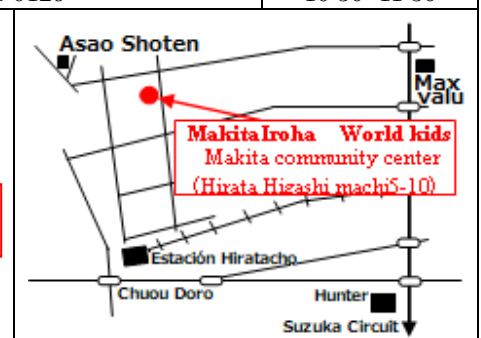 Asao Shoten
Max
valu
MakitaIroha World kids
Makita community center
(Hirata Higashi machi5-10)
Estación Hiratacho
Chuou Doro
Hunter
Suzuka Circuit